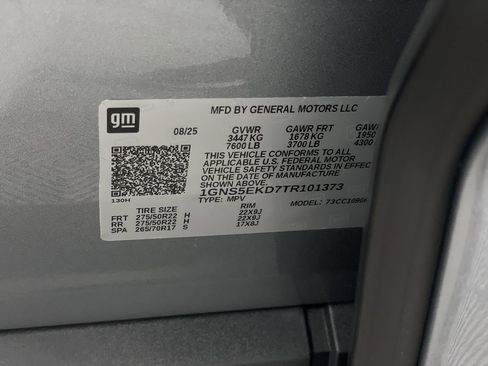 gm
MFD BY GENERAL MOTORS LLC
08/25 GVWR GAWR FRT GAWR
3447 KG 1678 KG 1950
7600 LB 3700 LB 4300
THIS VEHICLE CONFORMS TO ALL
APPLICABLE U.S. FEDERAL MOTOR
VEHICLE SAFETY STANDARDS IN EFFEC
ON THE DATE OF MANUFACTURE
SHOWN ABOVE.
1GNS5EKD7TR101373
130H
TYPE: MPV MODEL:
TIRE SIZE RIM
FRT 275/50R22 H 22X9J
RR 275/50R22 H 22X9J
SPA 265/70R17 S 17X8J